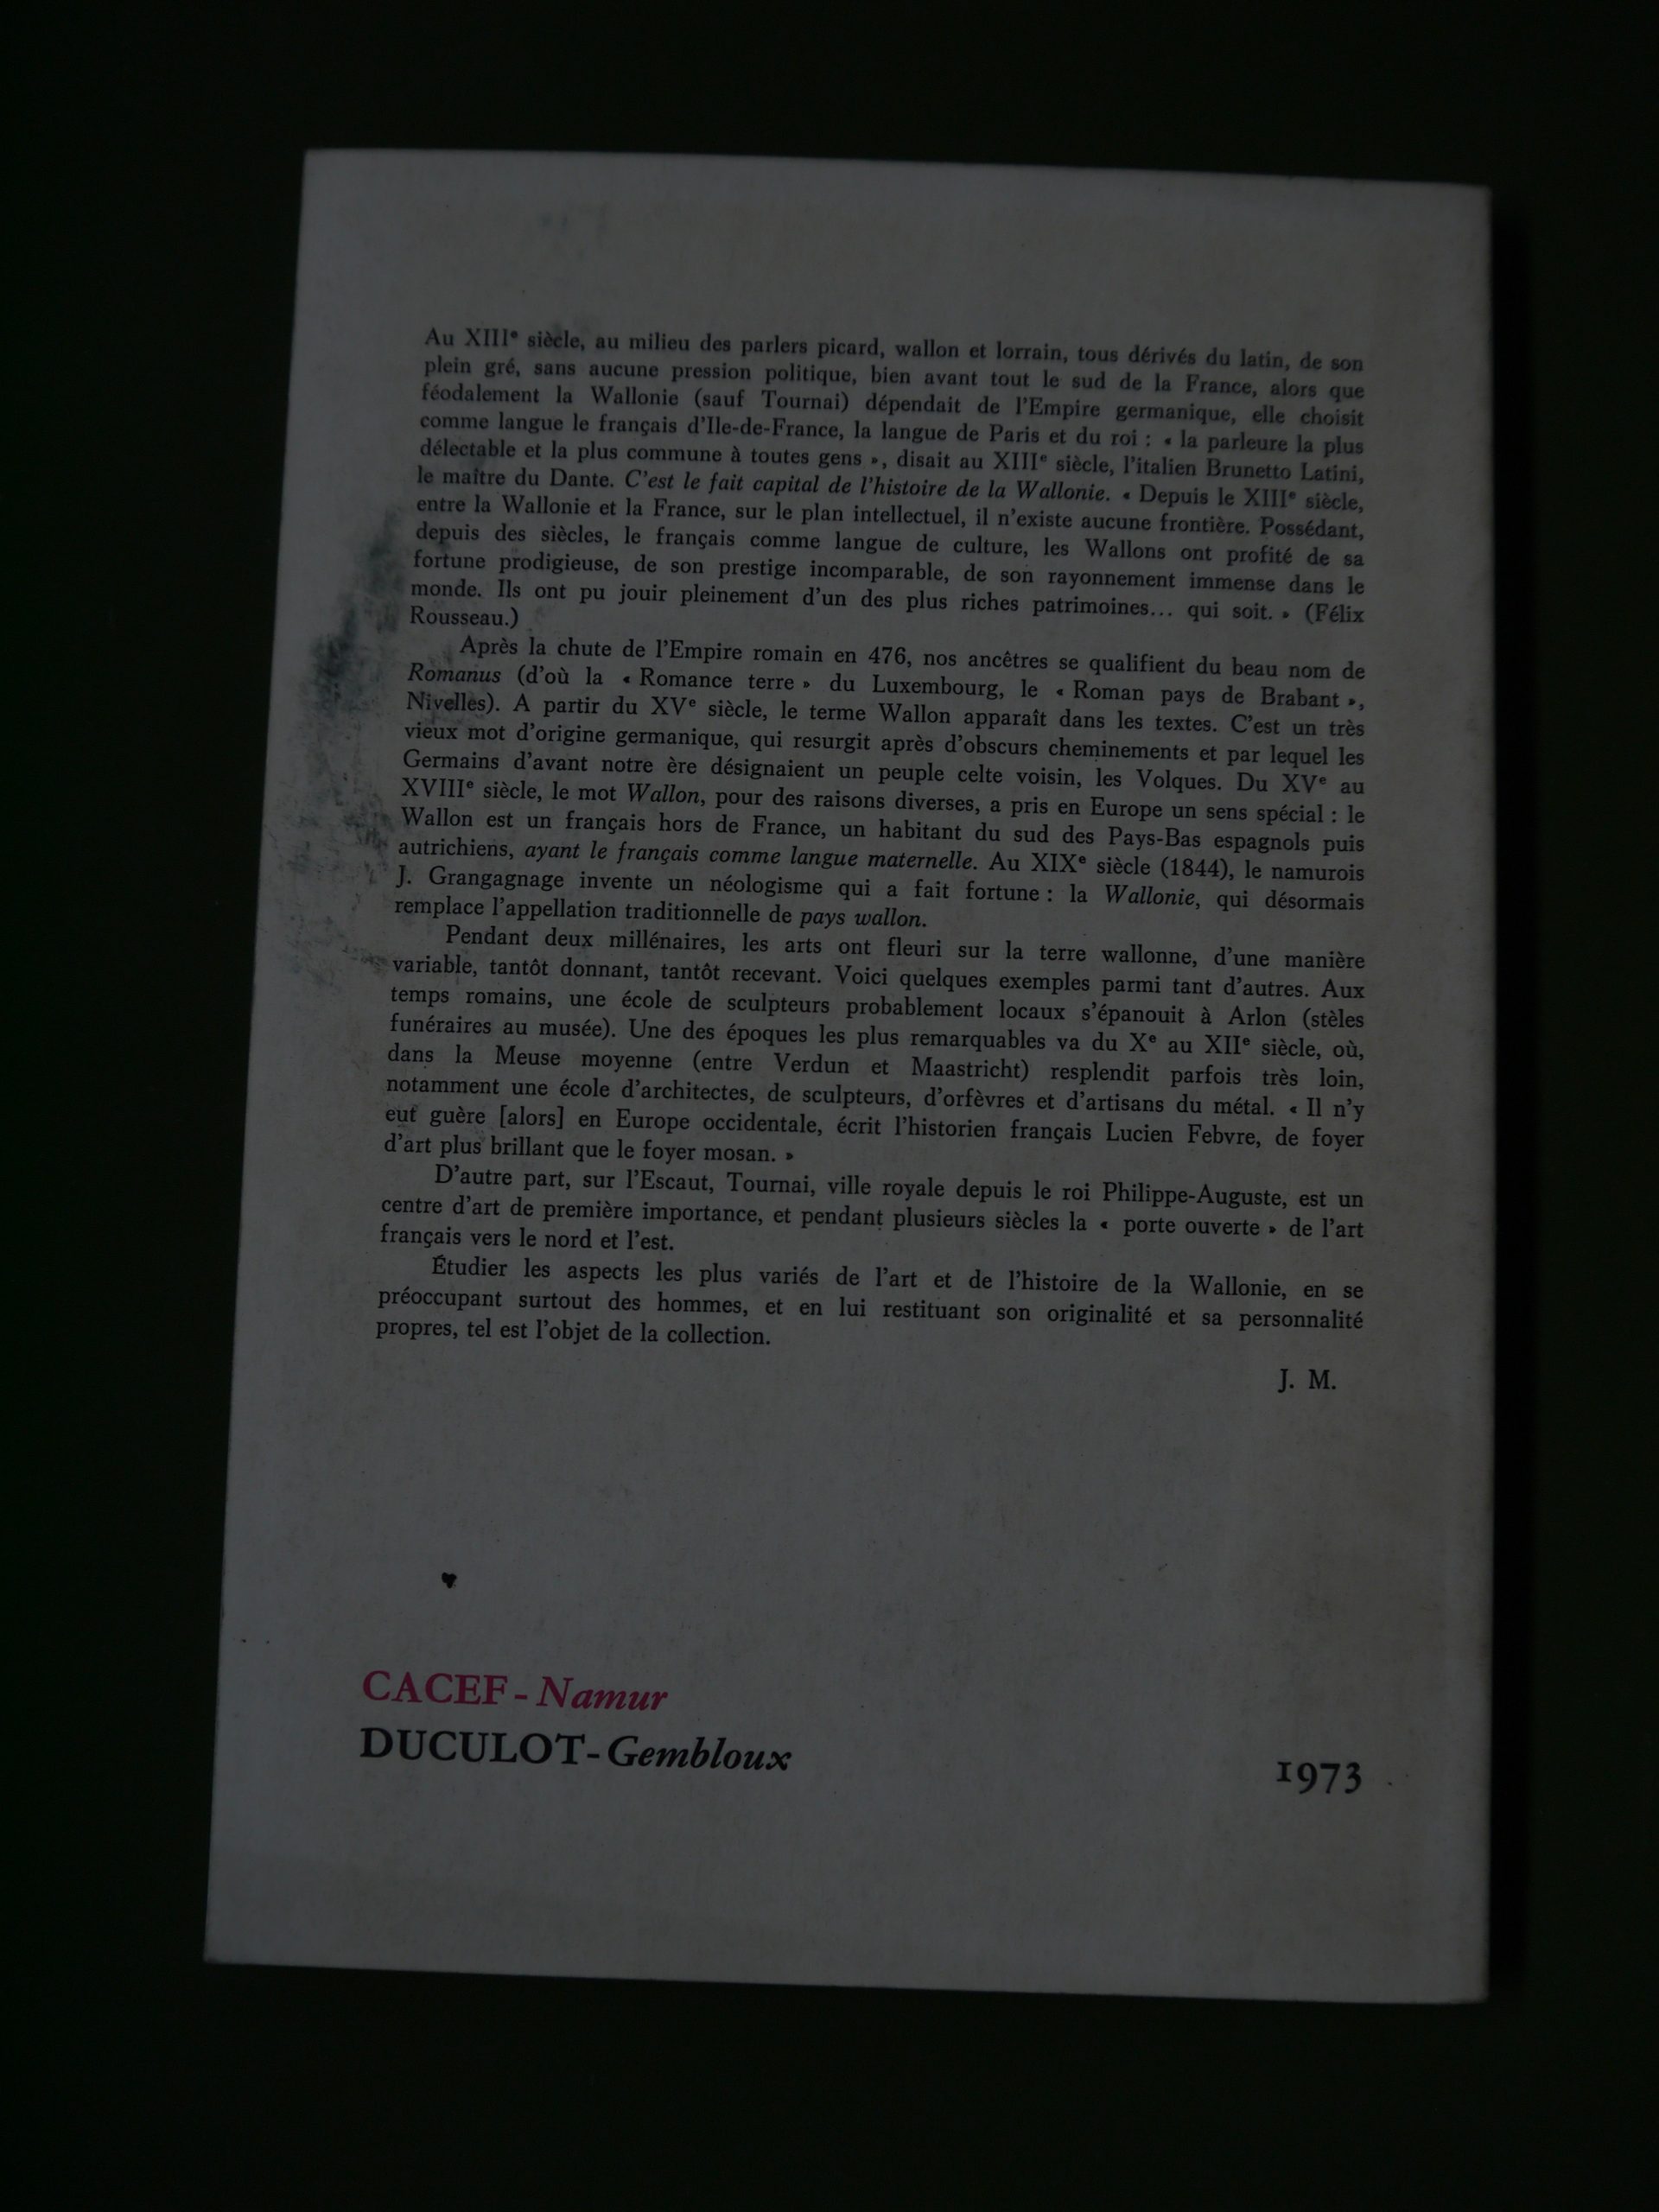 Au XIIIe siècle, au milieu des parlers picard, wallon et lorrain, tous dérivés du latin, de son
plein gré, sans aucune pression politique, bien avant tout le sud de la France, alors que
féodalement la Wallonie (sauf Tournai) dépendait de l'Empire germanique, elle choisit
comme langue le français d'Ile-de-France, la langue de Paris et du roi : « la parleure la plus
délectable et la plus commune à toutes gens », disait au XIIIe siècle, l'italien Brunetto Latini,
le maître du Dante. C'est le fait capital de l'histoire de la Wallonie. « Depuis le XIIIe siècle,
entre la Wallonie et la France, sur le plan intellectuel, il n'existe aucune frontière. Possédant,
depuis des siècles, le français comme langue de culture, les Wallons ont profité de sa
fortune prodigieuse, de son prestige incomparable, de son rayonnement immense dans le
monde. Ils ont pu jouir pleinement d'un des plus riches patrimoines... qui soit. » (Félix
Rousseau.)
Après la chute de l'Empire romain en 476, nos ancêtres se qualifient du beau nom de
Romanus (d'où la « Romance terre » du Luxembourg, le « Roman pays de Brabant »,
Nivelles). A partir du XVe siècle, le terme Wallon apparaît dans les textes. C'est un très
vieux mot d'origine germanique, qui resurgit après d'obscurs cheminements et par lequel les
Germains d'avant notre ère désignaient un peuple celte voisin, les Volques. Du XVe au
XVIIIe siècle, le mot Wallon, pour des raisons diverses, a pris en Europe un sens spécial : le
Wallon est un français hors de France, un habitant du sud des Pays-Bas espagnols puis
autrichiens, ayant le français comme langue maternelle. Au XIXe siècle (1844), le namurois
J. Grangagnage invente un néologisme qui a fait fortune : la Wallonie, qui désormais
remplace l'appellation traditionnelle de pays wallon.
Pendant deux millénaires, les arts ont fleuri sur la terre wallonne, d'une manière
variable, tantôt donnant, tantôt recevant. Voici quelques exemples parmi tant d'autres. Aux
temps romains, une école de sculpteurs probablement locaux s'épanouit à Arlon (stèles
funéraires au musée). Une des époques les plus remarquables va du Xe au XIIe siècle, où,
dans la Meuse moyenne (entre Verdun et Maastricht) resplendit parfois très loin,
notamment une école d'architectes, de sculpteurs, d'orfèvres et d'artisans du métal. « Il n'y
eut guère [alors] en Europe occidentale, écrit l'historien français Lucien Febvre, de foyer
d'art plus brillant que le foyer mosan. »
D'autre part, sur l'Escaut, Tournai, ville royale depuis le roi Philippe-Auguste, est un
centre d'art de première importance, et pendant plusieurs siècles la « porte ouverte » de l'art
français vers le nord et l'est.
Étudier les aspects les plus variés de l'art et de l'histoire de la Wallonie, en se
préoccupant surtout des hommes, et en lui restituant son originalité et sa personnalité
propres, tel est l'objet de la collection.
J. M.
CACEF - Namur
DUCULOT - Gembloux
1973